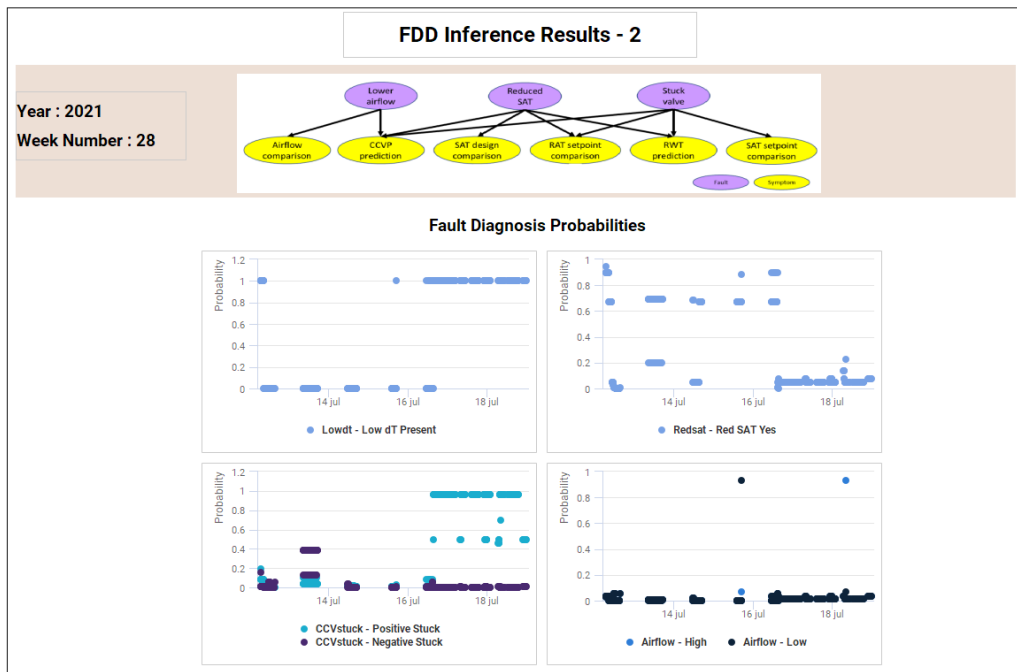 FDD Inference Results - 2
Year : 2021
Week Number : 28
Lower
airflow
Reduced
SAT
Stuck
valve
Airflow
comparison
CCVP
prediction
SAT design
comparison
RAT setpoint
comparison
RWT
prediction
SAT setpoint
comparison
Fault
Symptom
Fault Diagnosis Probabilities
Probability
1.2
1
0.8
0.6
0.4
0.2
0
14 jul
16 jul
18 jul
Lowdt - Low dT Present
Probability
1
0.8
0.6
0.4
0.2
0
14 jul
16 jul
18 jul
Redsat - Red SAT Yes
Probability
1.2
1
0.8
0.6
0.4
0.2
0
14 jul
16 jul
18 jul
CCVstuck - Positive Stuck
CCVstuck - Negative Stuck
Probability
1
0.8
0.6
0.4
0.2
0
14 jul
16 jul
18 jul
Airflow - High
Airflow - Low